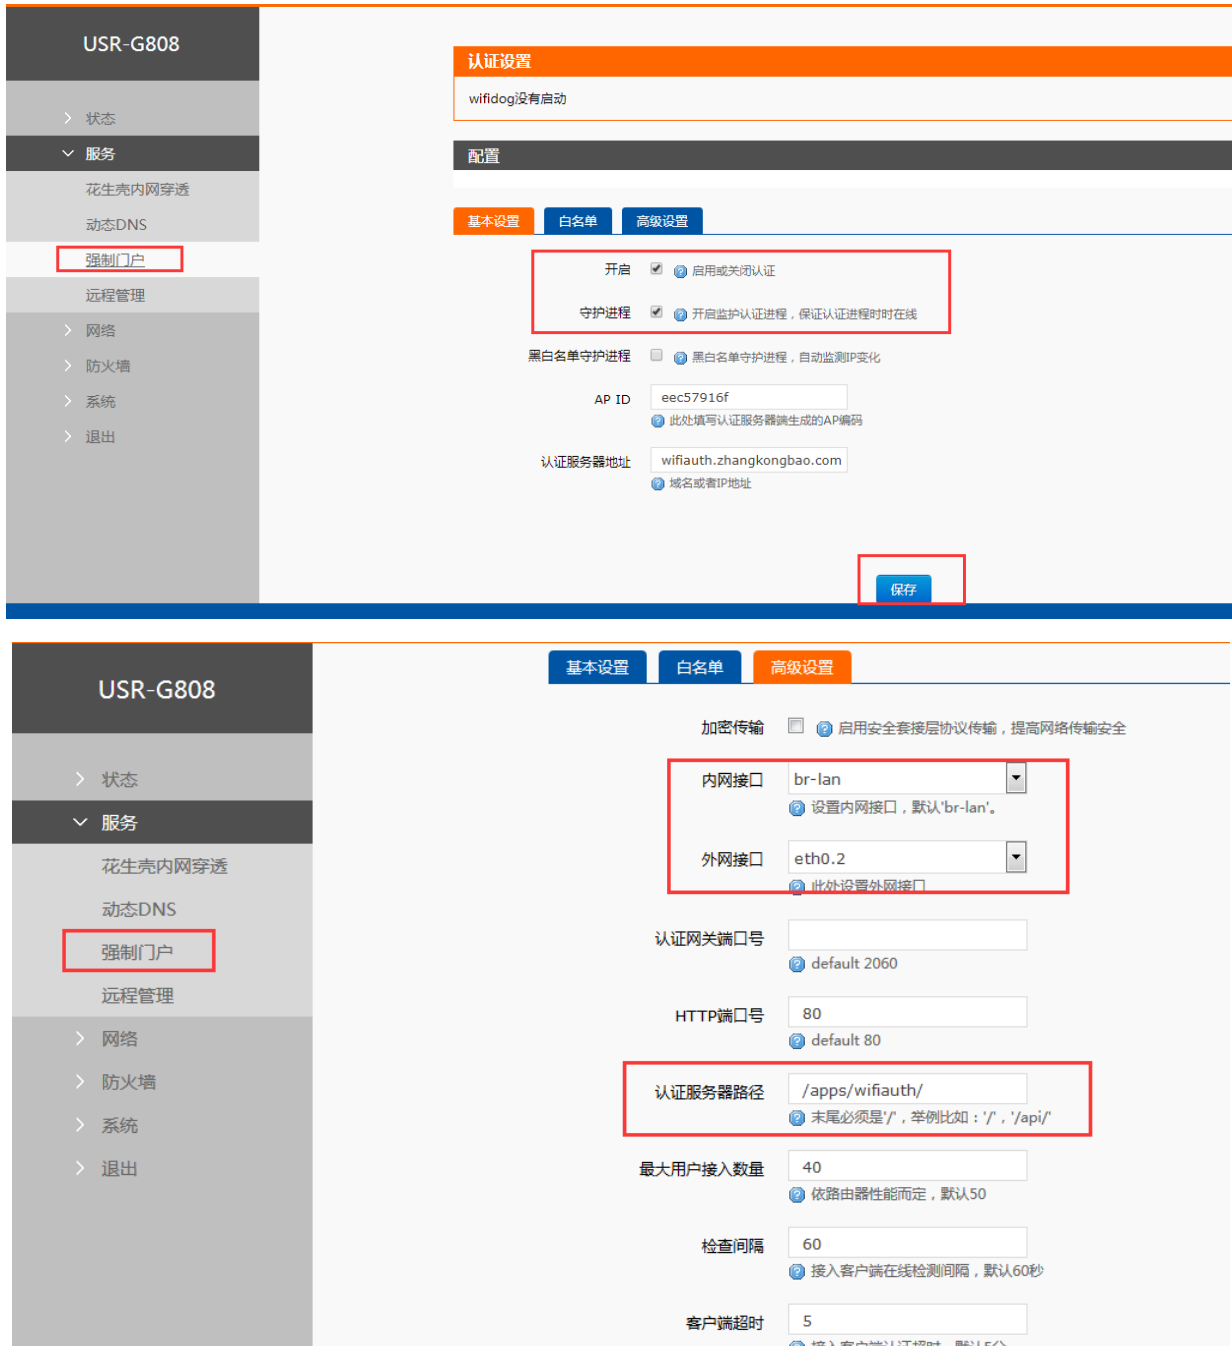 USR-G808
状态
服务
花生壳内网穿透
动态DNS
强制门户
远程管理
网络
防火墙
系统
退出
认证设置
wifidog没有启动
配置
基本设置 白名单 高级设置
开启 启用或关闭认证
守护进程 开启监护认证进程，保证认证进程时时在线
黑白名单守护进程 黑白名单守护进程，自动监测IP变化
AP ID eec57916f
此处填写认证服务器端生成的AP编码
认证服务器地址 wifiauth.zhangkongbao.com
域名或者IP地址
保存
USR-G808
状态
服务
花生壳内网穿透
动态DNS
强制门户
远程管理
网络
防火墙
系统
退出
基本设置 白名单 高级设置
加密传输 启用安全套接层协议传输，提高网络传输安全
内网接口 br-lan
设置内网接口，默认'br-lan'。
外网接口 eth0.2
此处设置外网接口
认证网关端口号
default 2060
HTTP端口号 80
default 80
认证服务器路径 /apps/wifiauth/
末尾必须是'/'，举例比如：'/'，'/api/'
最大用户接入数量 40
依路由器性能而定，默认50
检查间隔 60
接入客户端在线检测间隔，默认60秒
客户端超时 5
接入客户端认证超时，默认5分